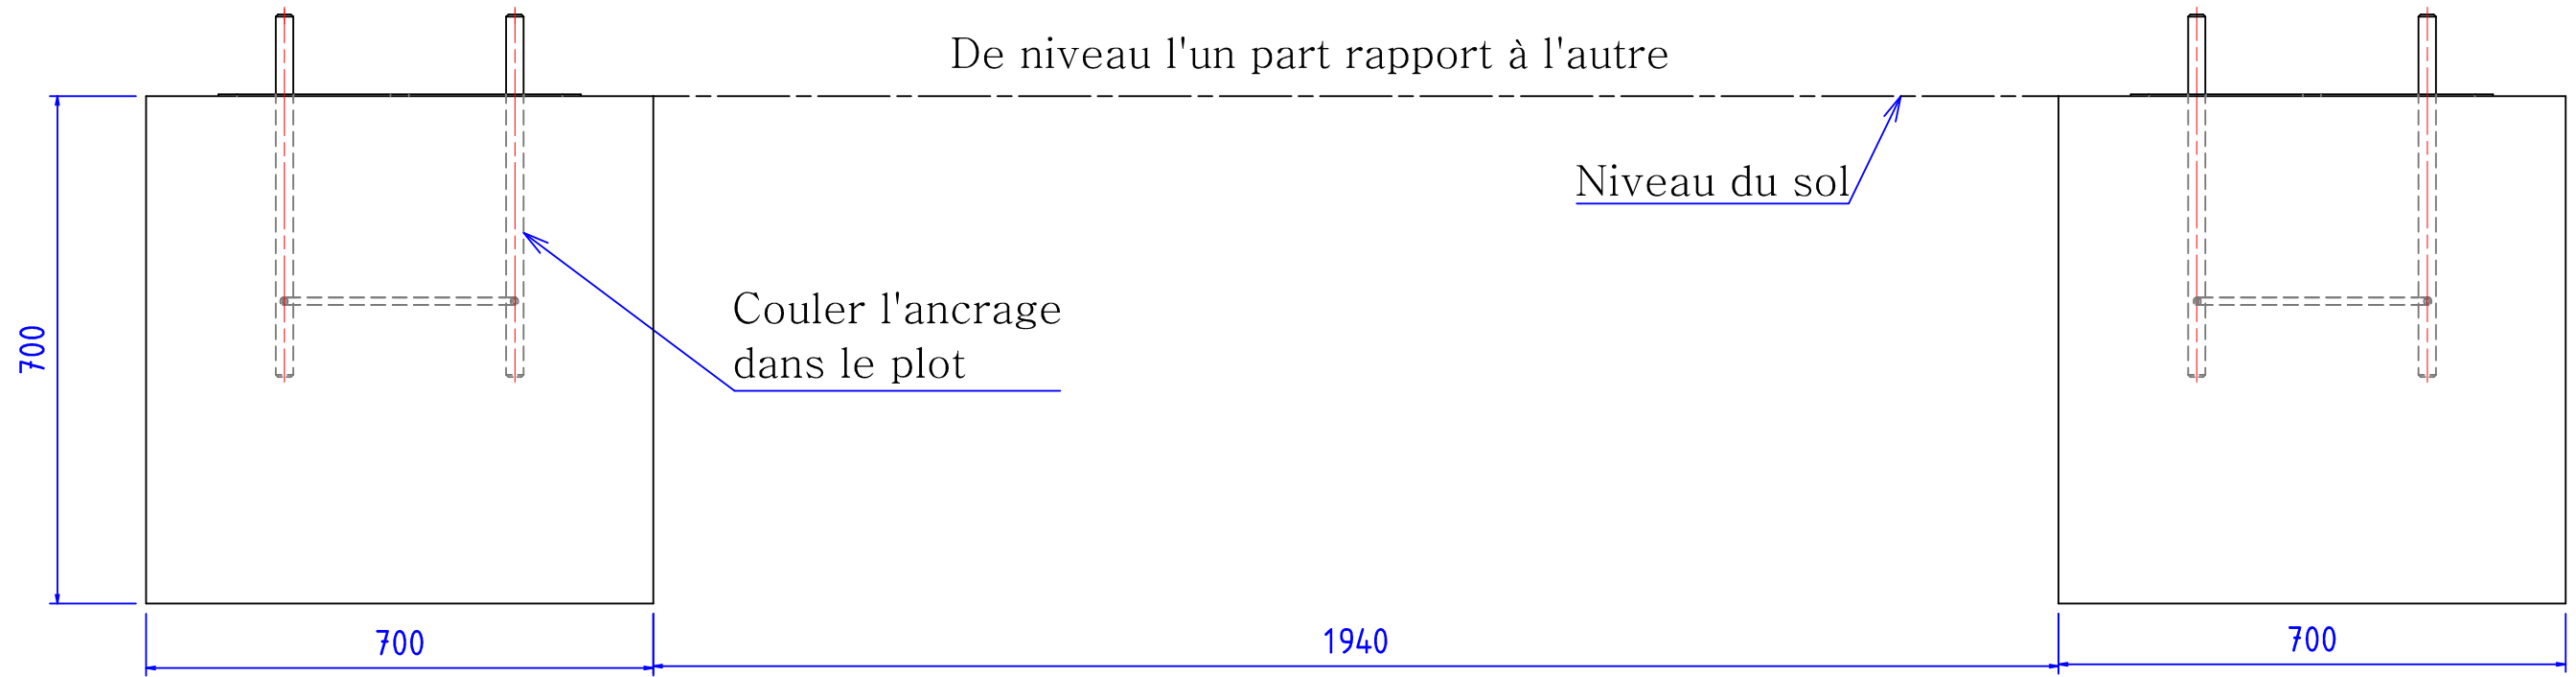 De niveau l'un part rapport à l'autre
Niveau du sol
Couler l'ancrage
dans le plot
700
700
1940
700